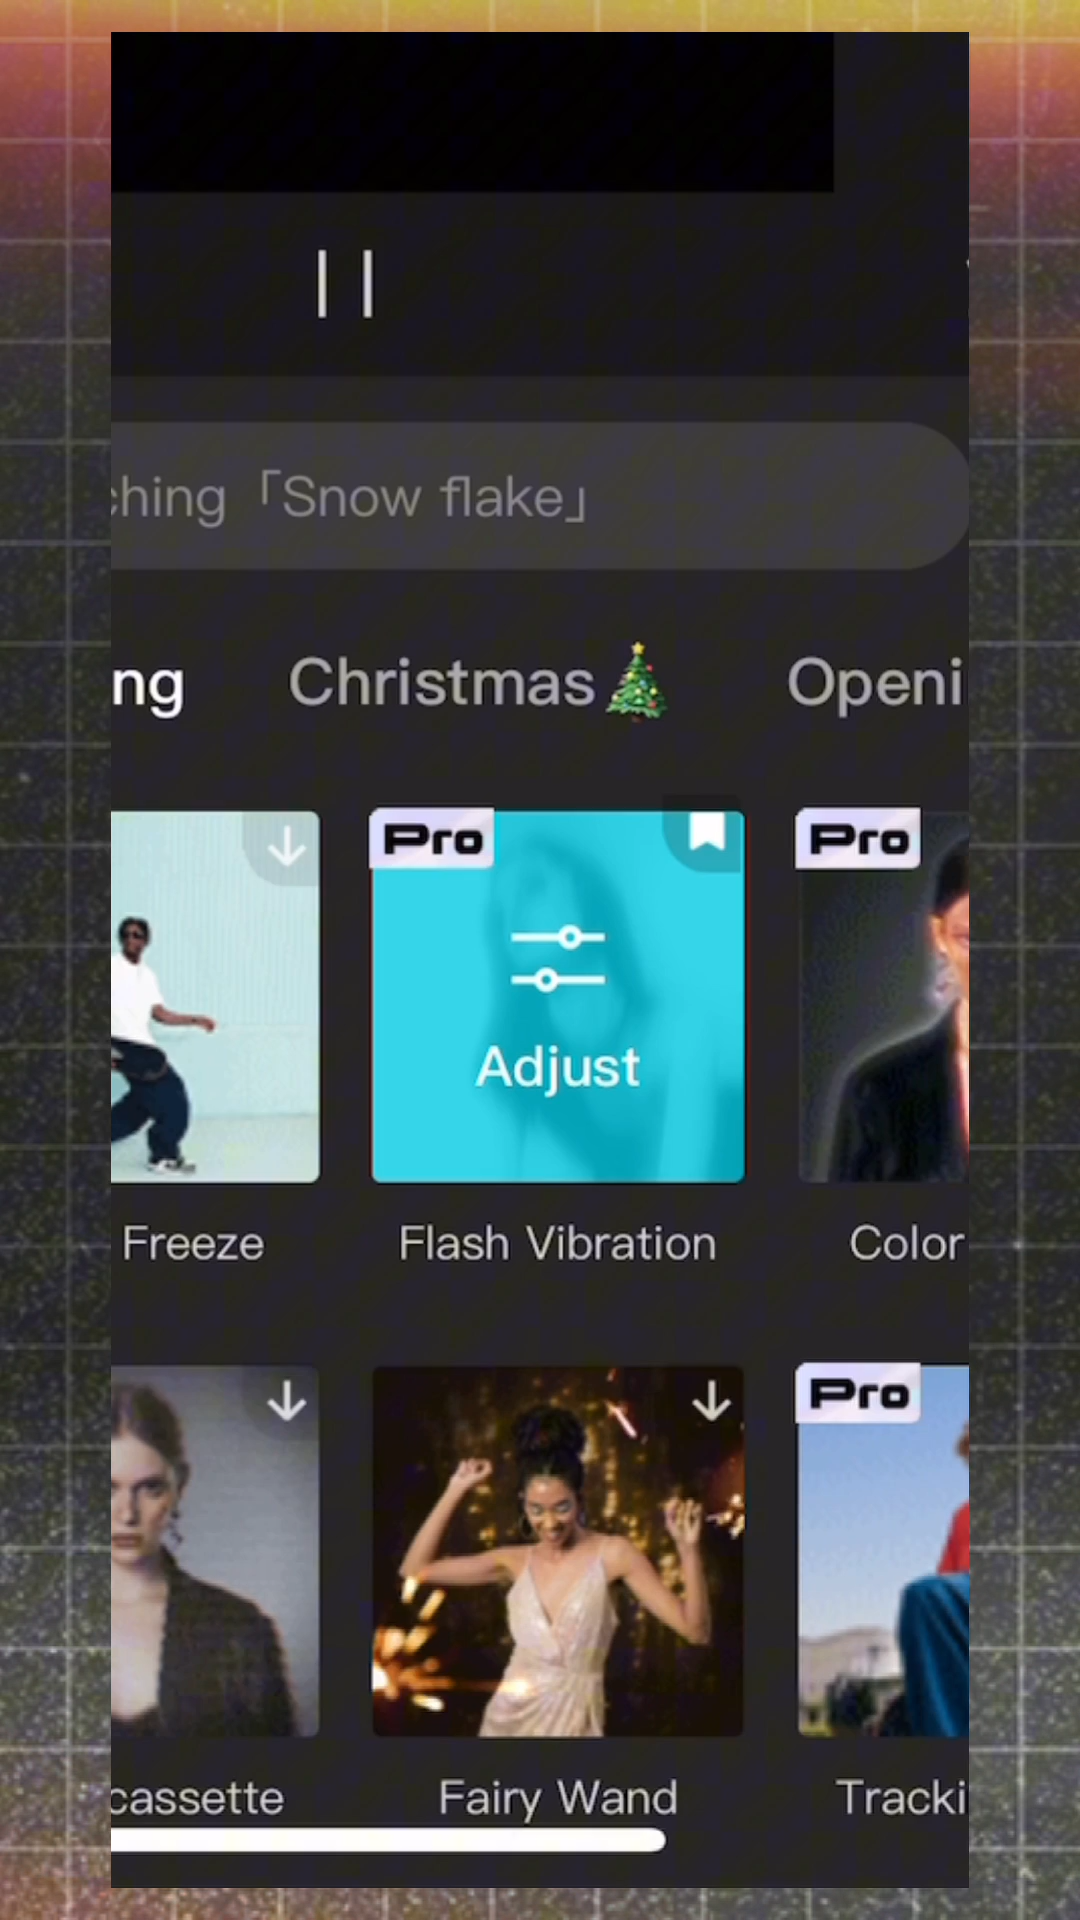 ching「Snow flake」
ng Christmas🎄 Openi
Pro Pro
Adjust
Freeze Flash Vibration Color
Pro
cassette Fairy Wand Tracki